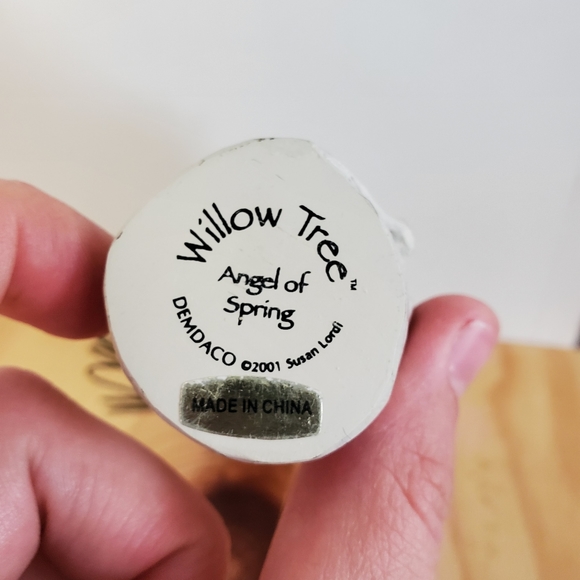 Willow Tree™
Angel of
Spring
DEMDACO ©2001 Susan Lordi
MADE IN CHINA